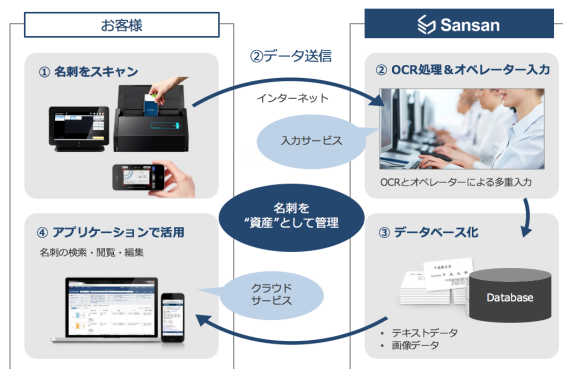 お客様
Sansan
① 名刺をスキャン
②データ送信
インターネット
② OCR処理＆オペレーター入力
入力サービス
OCRとオペレーターによる多重入力
名刺を
“資産”として管理
④ アプリケーションで活用
名刺の検索・閲覧・編集
クラウド
サービス
③ データベース化
Database
• テキストデータ
• 画像データ